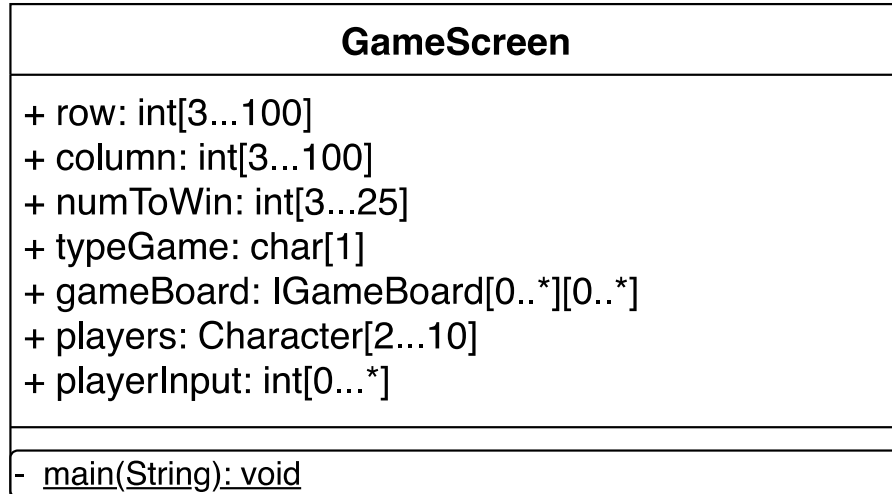 GameScreen
+ row: int[3...100]
+ column: int[3...100]
+ numToWin: int[3...25]
+ typeGame: char[1]
+ gameBoard: IGameBoard[0..*][0..*]
+ players: Character[2...10]
+ playerInput: int[0...*]
- main(String): void